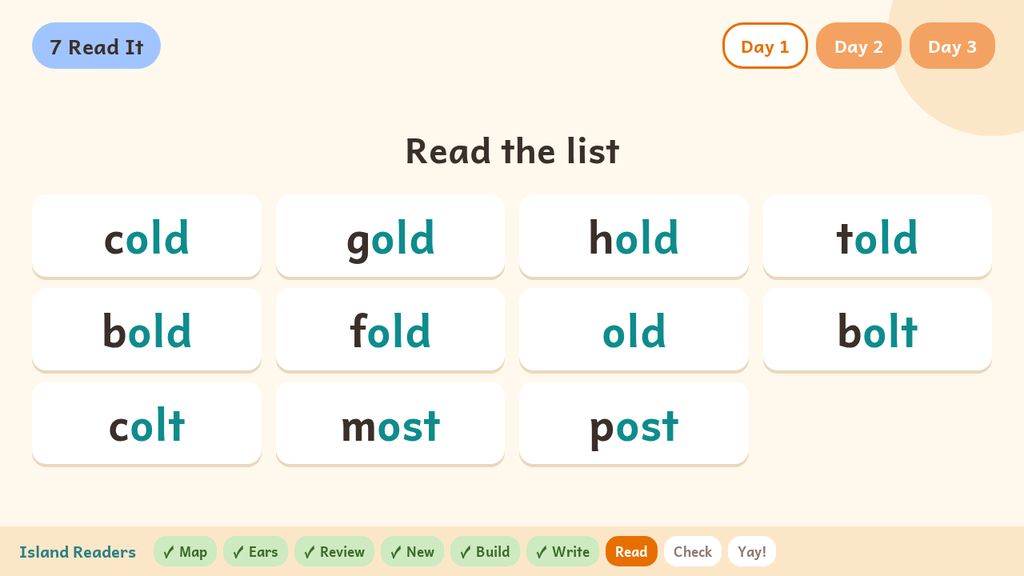 7 Read It
Day 1 Day 2 Day 3
Read the list
cold gold hold told
bold fold old bolt
colt most post
Island Readers ✓ Map ✓ Ears ✓ Review ✓ New ✓ Build ✓ Write Read Check Yay!